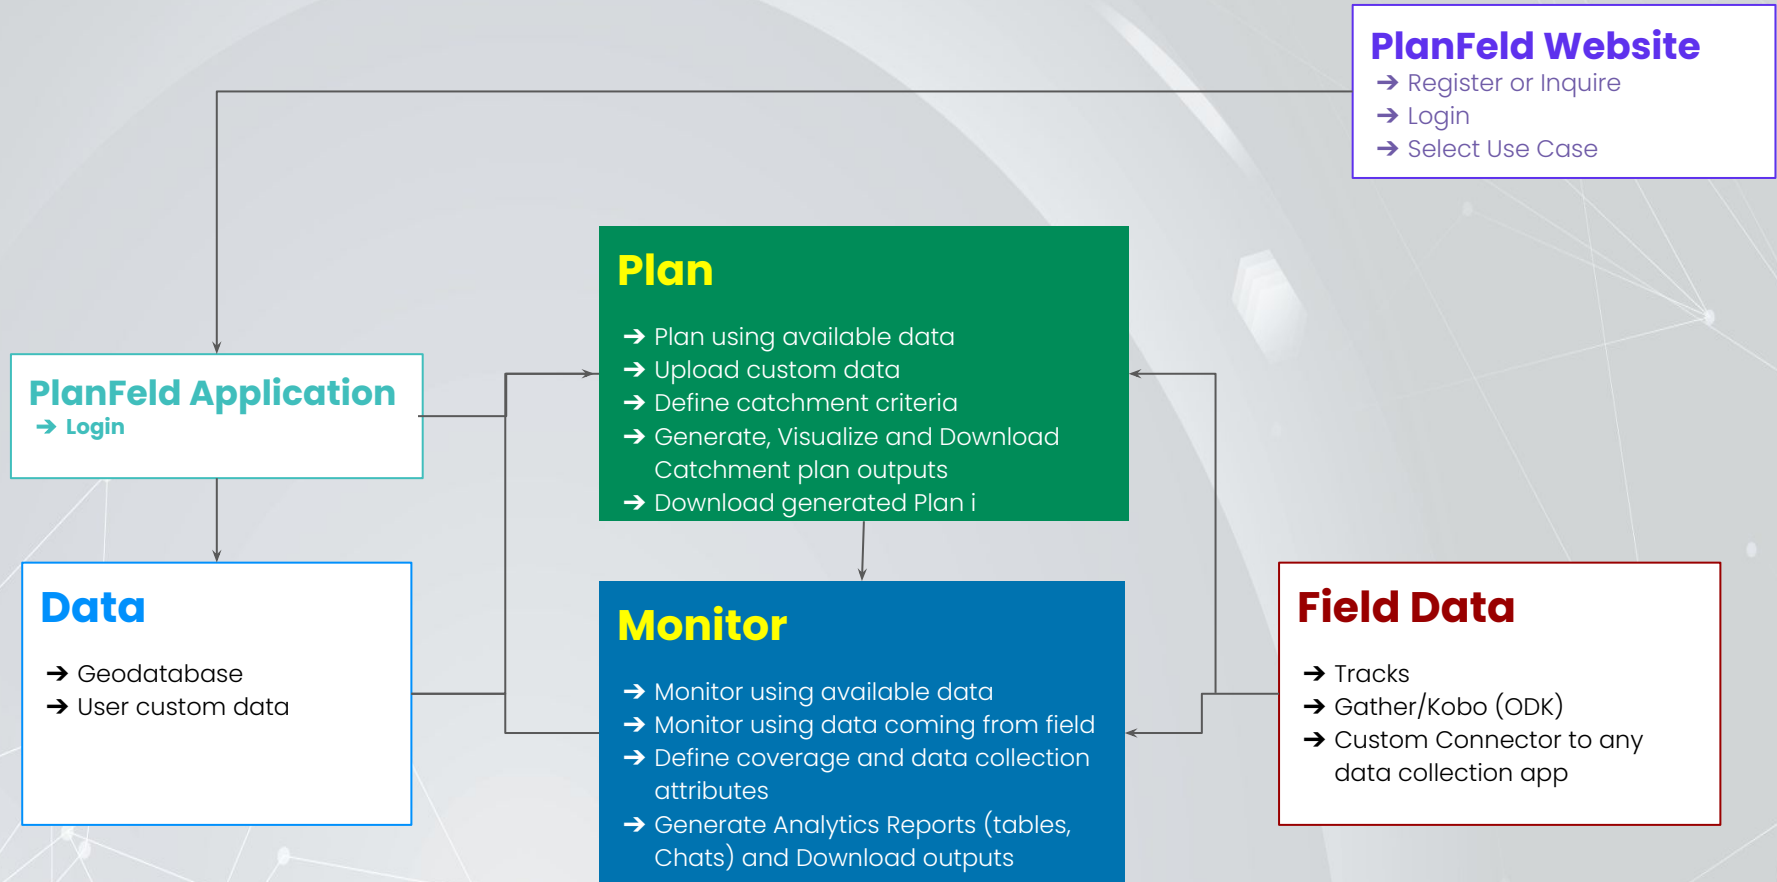 PlanFeld Website
➔ Register or Inquire
➔ Login
➔ Select Use Case
Plan
➔ Plan using available data
➔ Upload custom data
➔ Define catchment criteria
➔ Generate, Visualize and Download
Catchment plan outputs
➔ Download generated Plan i
PlanFeld Application
➔ Login
Data
➔ Geodatabase
➔ User custom data
Monitor
➔ Monitor using available data
➔ Monitor using data coming from field
➔ Define coverage and data collection
attributes
➔ Generate Analytics Reports (tables,
Chats) and Download outputs
Field Data
➔ Tracks
➔ Gather/Kobo (ODK)
➔ Custom Connector to any
data collection app